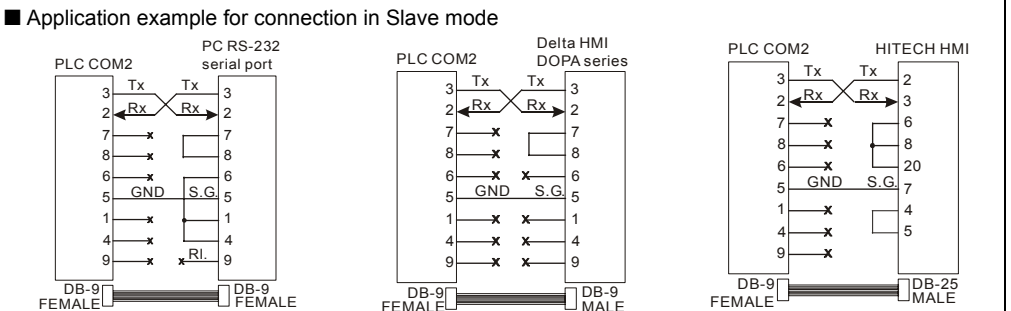 ■ Application example for connection in Slave mode
PLC COM2
PC RS-232
serial port
Tx Tx
3 3
Rx Rx
2 2
7 x 7
8 x 8
6 x 6
GND S.G.
5 5
1 x 1
4 x 4
9 x x RI. 9
DB-9
FEMALE
DB-9
FEMALE
PLC COM2
Delta HMI
DOPA series
Tx Tx
3 3
Rx Rx
2 2
7 x 7
8 x 8
6 x x 6
GND S.G.
5 5
1 x x 1
4 x x 4
9 x x 9
DB-9
FEMALE
DB-9
MALE
PLC COM2
HITECH HMI
Tx Tx
3 2
Rx Rx
2 3
7 x 6
8 x 8
6 x 20
GND S.G.
5 7
1 x 4
4 x 5
9 x
DB-9
FEMALE
DB-25
MALE